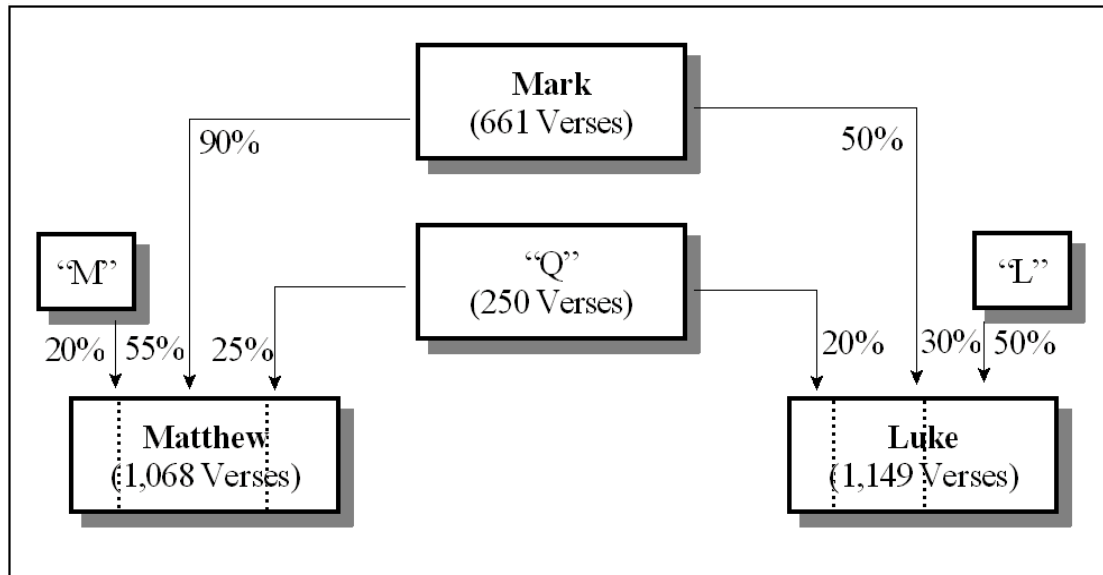 Mark
(661 Verses)
90%
50%
“M”
“Q”
(250 Verses)
“L”
20%
55%
25%
20%
30%
50%
Matthew
(1,068 Verses)
Luke
(1,149 Verses)